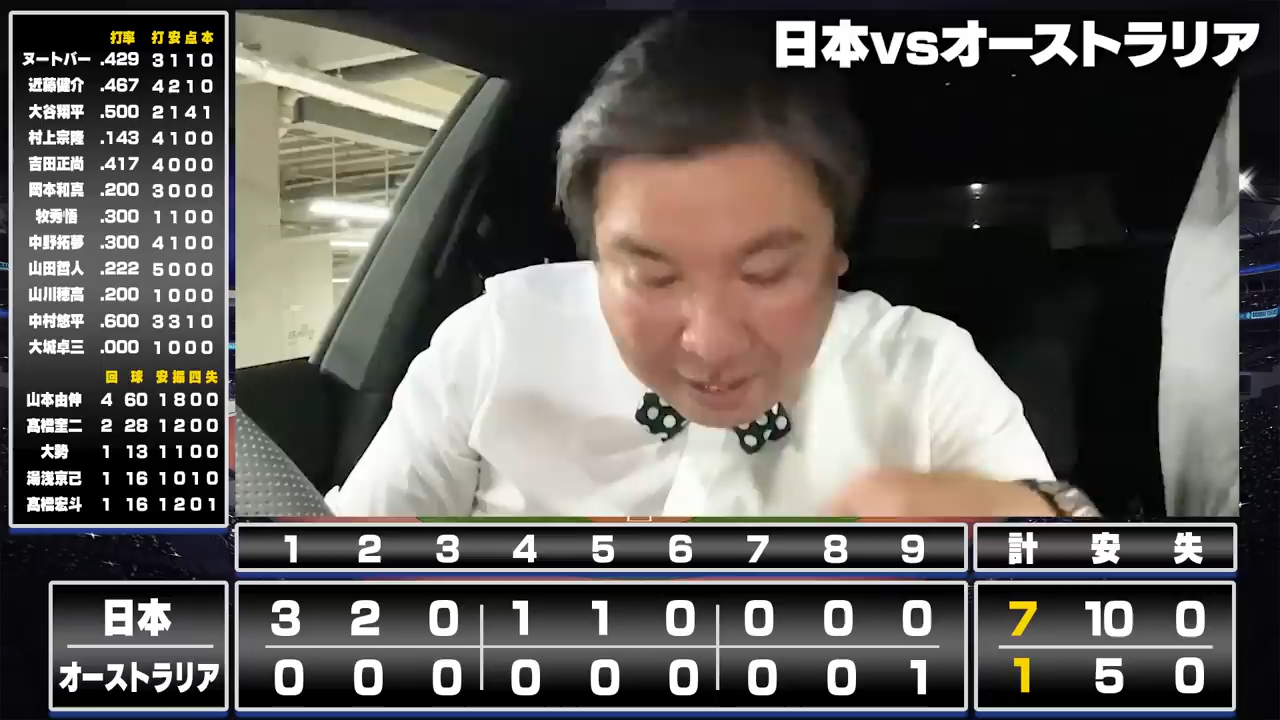 日本vsオーストラリア
打率 打安点本
ヌートバー .429 3110
近藤健介 .467 4210
大谷翔平 .500 2141
村上宗隆 .143 4100
吉田正尚 .417 4000
岡本和真 .200 3000
牧秀悟 .300 1100
中野拓夢 .300 4100
山田哲人 .222 5000
山川穂高 .200 1000
中村悠平 .600 3310
大城卓三 .000 1000
回 球 安振四失
山本由伸 4 60 1800
髙橋奎二 2 28 1200
大勢 1 13 1100
湯浅京己 1 16 1010
髙橋宏斗 1 16 1201
1 2 3 4 5 6 7 8 9 計 安 失
日本 3 2 0 1 1 0 0 0 0 7 10 0
オーストラリア 0 0 0 0 0 0 0 0 1 1 5 0